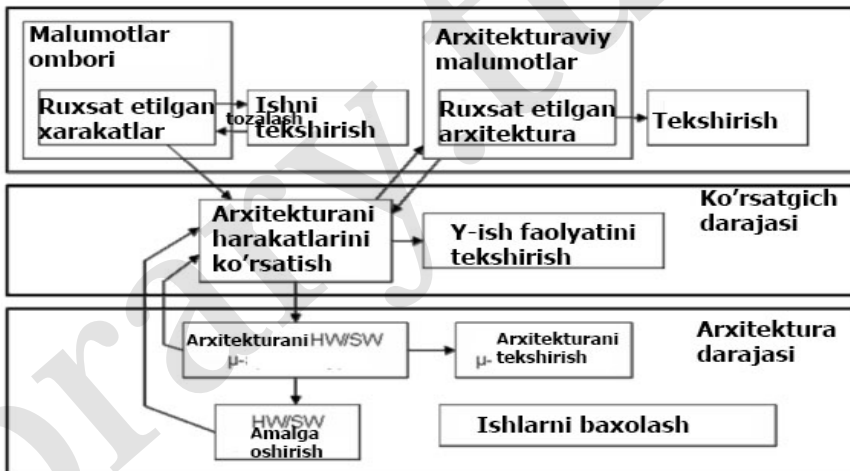 Malumotlar
ombori
Ruxsat etilgan
xarakatlar
tozalash
Ishni
tekshirish
Arxitekturaviy
malumotlar
Ruxsat etilgan
arxitektura
Tekshirish
Ko'rsatgich
darajasi
Arxitekturani
harakatlarini
ko'rsatish
Y-ish faolyatini
tekshirish
Arxitektura
darajasi
Arxitekturani HW/SW
μ-
Arxitekturani
μ- tekshirish
HW/SW
Amalga
oshirish
Ishlarni baxolash